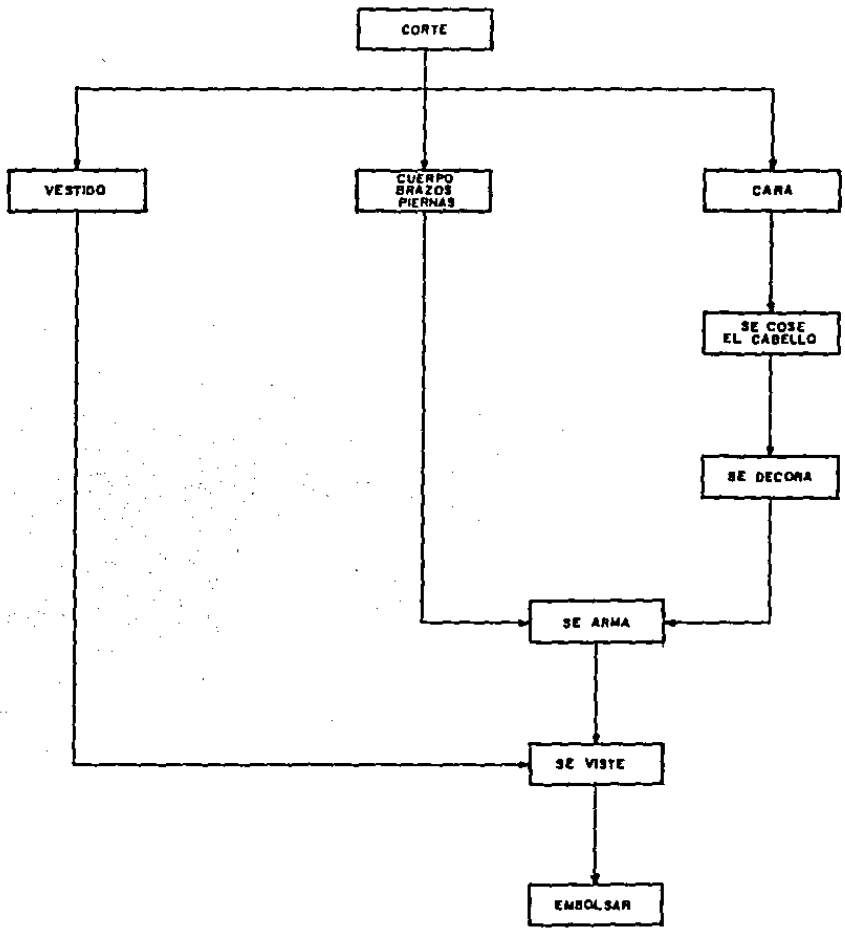 CORTE
VESTIDO
CUERPO
BRAZOS
PIERNAS
CARA
SE COSE
EL CABELLO
SE DECORA
SE ARMA
SE VISTE
EMBOLSAR